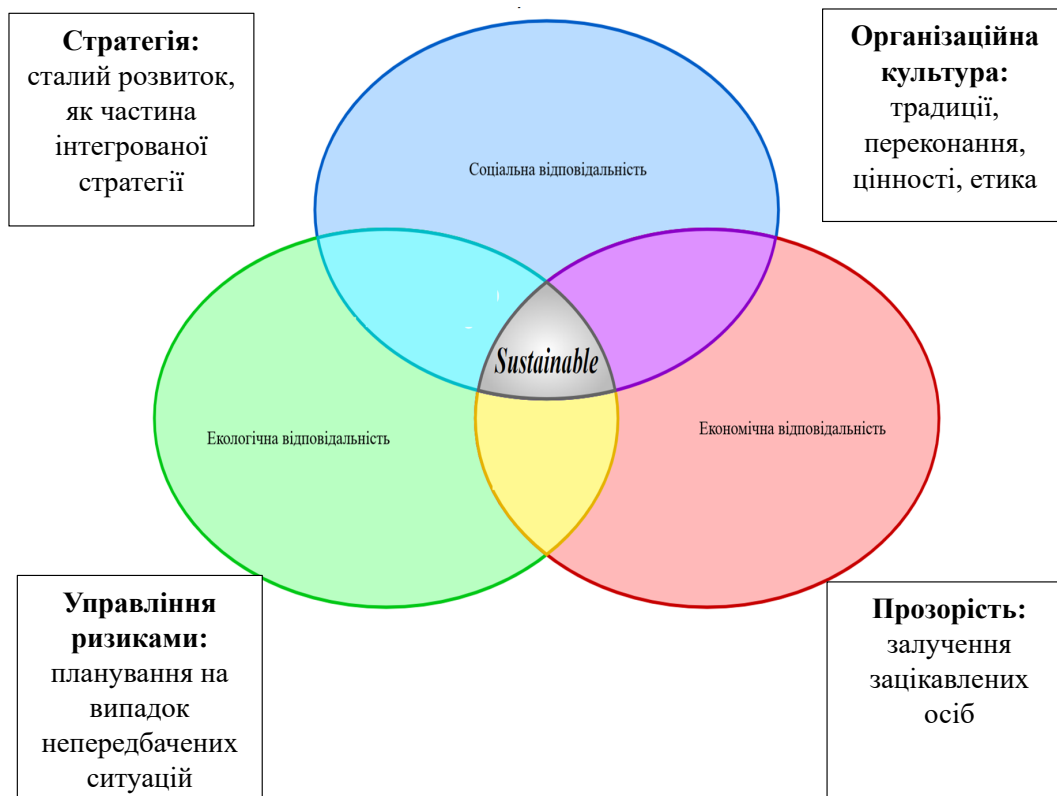 Стратегія:
сталий розвиток,
як частина
інтегрованої
стратегії
Організаційна
культура:
традиції,
переконання,
цінності, етика
Соціальна відповідальність
Sustainable
Екологічна відповідальність
Економічна відповідальність
Управління
ризиками:
планування на
випадок
непередбачених
ситуацій
Прозорість:
залучення
зацікавлених
осіб